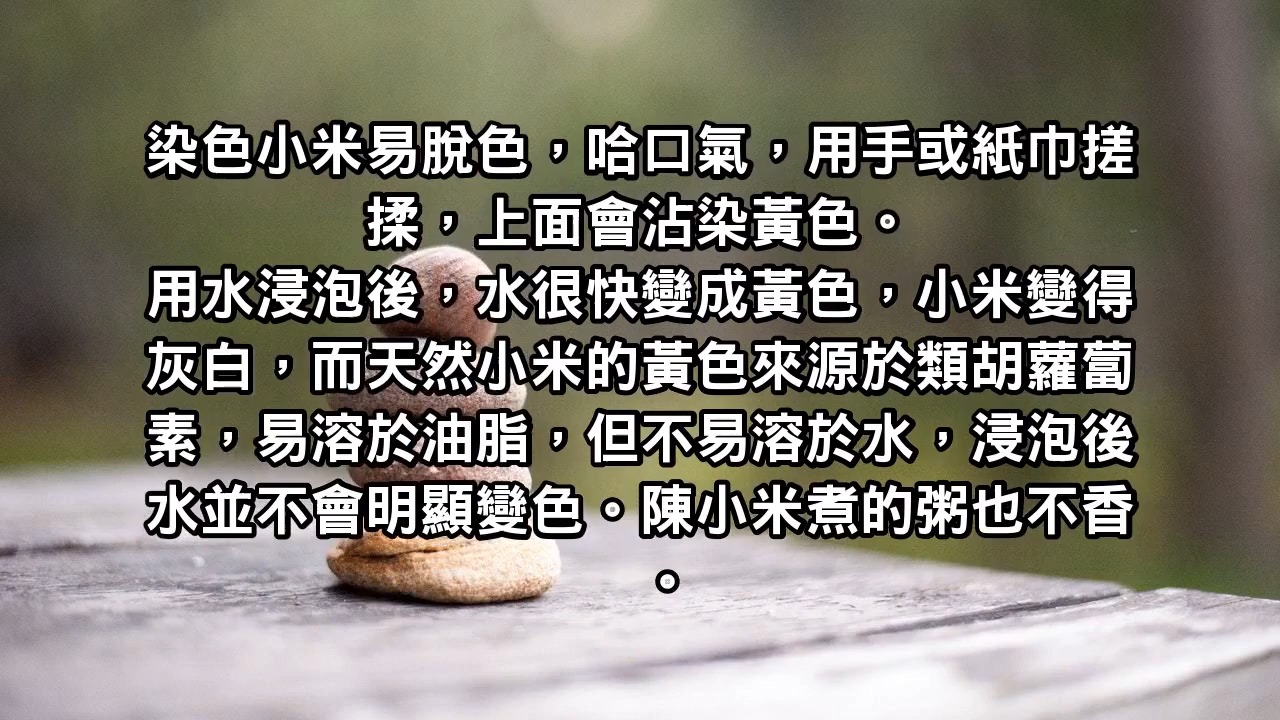 染色小米易脫色，哈口氣，用手或紙巾搓
揉，上面會沾染黃色。
用水浸泡後，水很快變成黃色，小米變得
灰白，而天然小米的黃色來源於類胡蘿蔔
素，易溶於油脂，但不易溶於水，浸泡後
水並不會明顯變色。陳小米煮的粥也不香
。